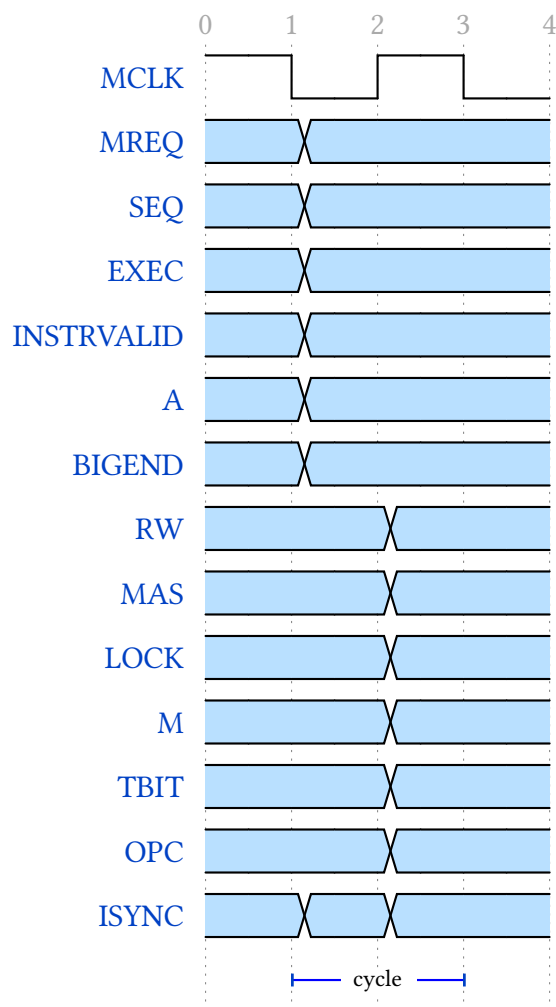 0 1 2 3 4
MCLK
MREQ
SEQ
EXEC
INSTRVALID
A
BIGEND
RW
MAS
LOCK
M
TBIT
OPC
ISYNC
cycle